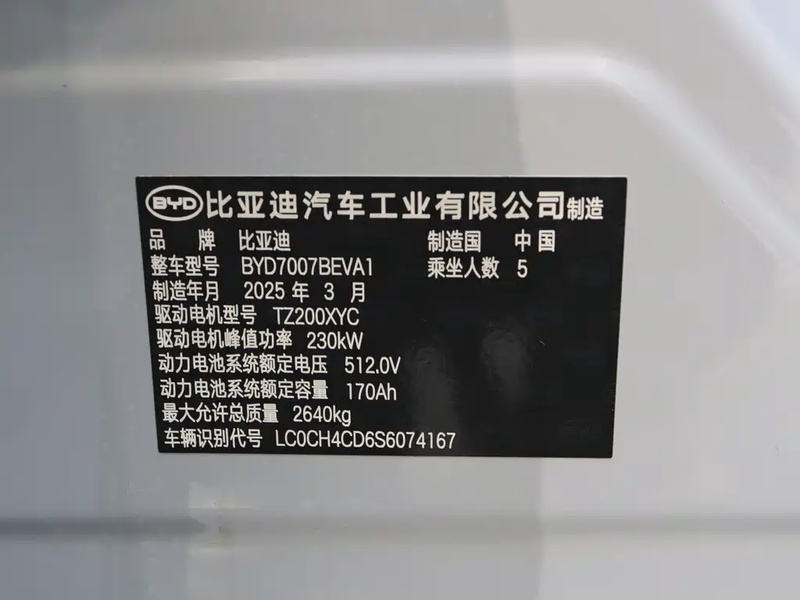 BYD 比亚迪汽车工业有限公司制造
品 牌 比亚迪 制造国 中国
整车型号 BYD7007BEVA1 乘坐人数 5
制造年月 2025 年 3 月
驱动电机型号 TZ200XYC
驱动电机峰值功率 230kW
动力电池系统额定电压 512.0V
动力电池系统额定容量 170Ah
最大允许总质量 2640kg
车辆识别代号 LC0CH4CD6S6074167